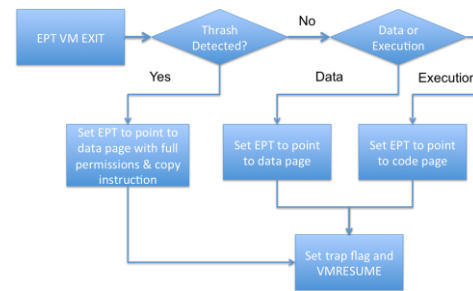 No
EPT VM EXIT
Thrash
Detected?
Data or
Execution
Yes
Data
Execution
Set EPT to point to
data page with full
permissions & copy
instruction
Set EPT to point
to data page
Set EPT to point
to code page
Set trap flag and
VMRESUME